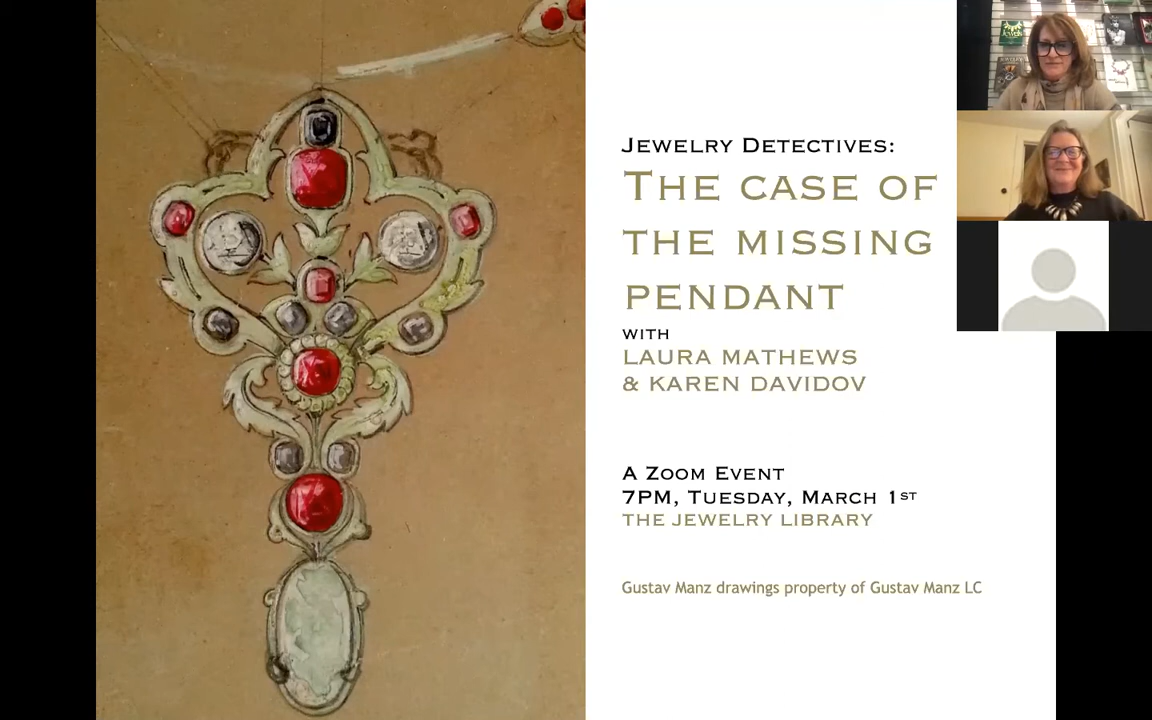 JEWELRY DETECTIVES:
THE CASE OF
THE MISSING
PENDANT
WITH
LAURA MATHEWS
& KAREN DAVIDOV
A ZOOM EVENT
7PM, TUESDAY, MARCH 1ST
THE JEWELRY LIBRARY
Gustav Manz drawings property of Gustav Manz LC